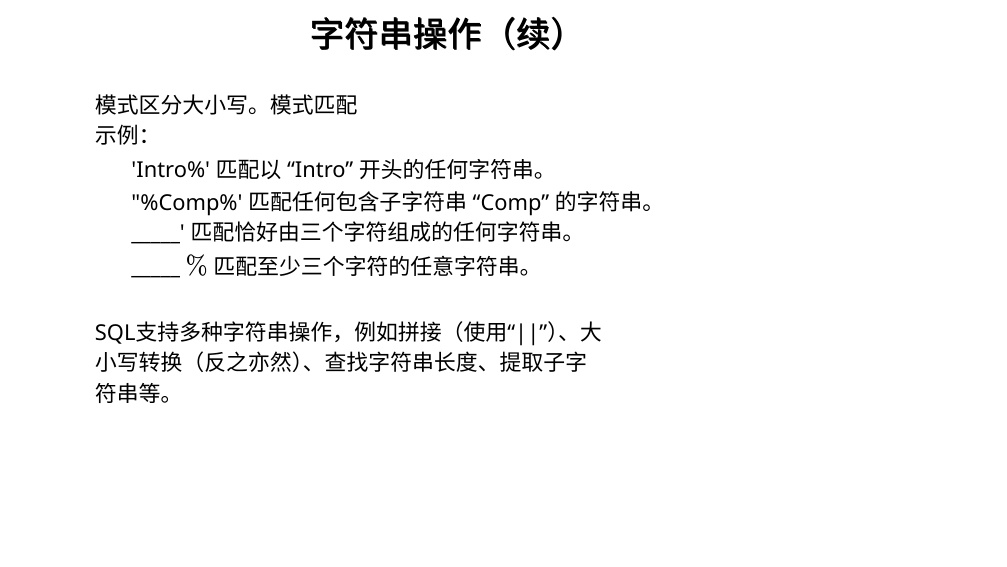 字符串操作（续）
模式区分大小写。模式匹配
示例：
'Intro%' 匹配以 “Intro” 开头的任何字符串。
"%Comp%' 匹配任何包含子字符串 “Comp” 的字符串。
_____' 匹配恰好由三个字符组成的任何字符串。
_____ % 匹配至少三个字符的任意字符串。
SQL支持多种字符串操作，例如拼接（使用“||”）、大
小写转换（反之亦然）、查找字符串长度、提取子字
符串等。